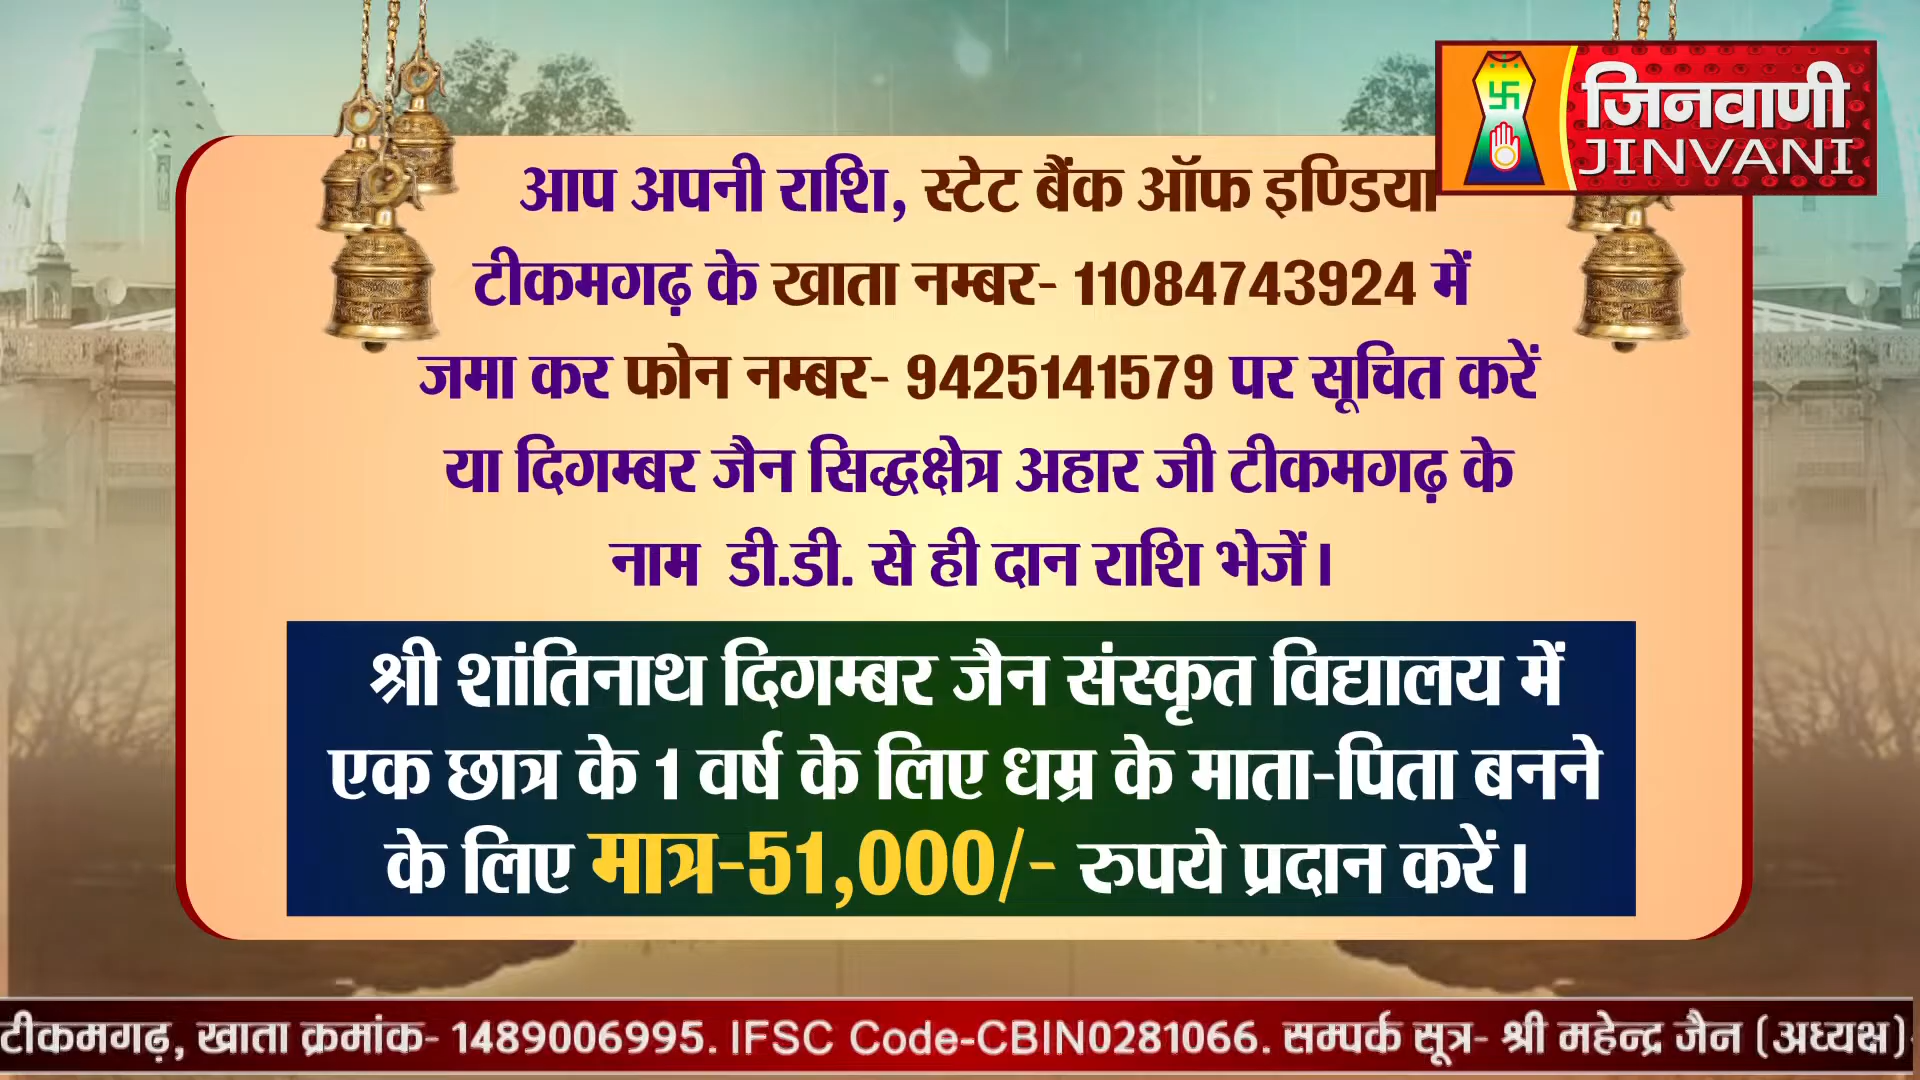 जिनवाणी
JINVANI
आप अपनी राशि, स्टेट बैंक ऑफ इण्डिया
टीकमगढ़ के खाता नम्बर- 11084743924 में
जमा कर फोन नम्बर- 9425141579 पर सूचित करें
या दिगम्बर जैन सिद्धक्षेत्र अहार जी टीकमगढ़ के
नाम डी.डी. से ही दान राशि भेजें।
श्री शांतिनाथ दिगम्बर जैन संस्कृत विद्यालय में
एक छात्र के 1 वर्ष के लिए धम्र के माता-पिता बनने
के लिए मात्र-51,000/- रुपये प्रदान करें।
टीकमगढ़, खाता क्रमांक- 1489006995. IFSC Code-CBIN0281066. सम्पर्क सूत्र- श्री महेन्द्र जैन (अध्यक्ष)-